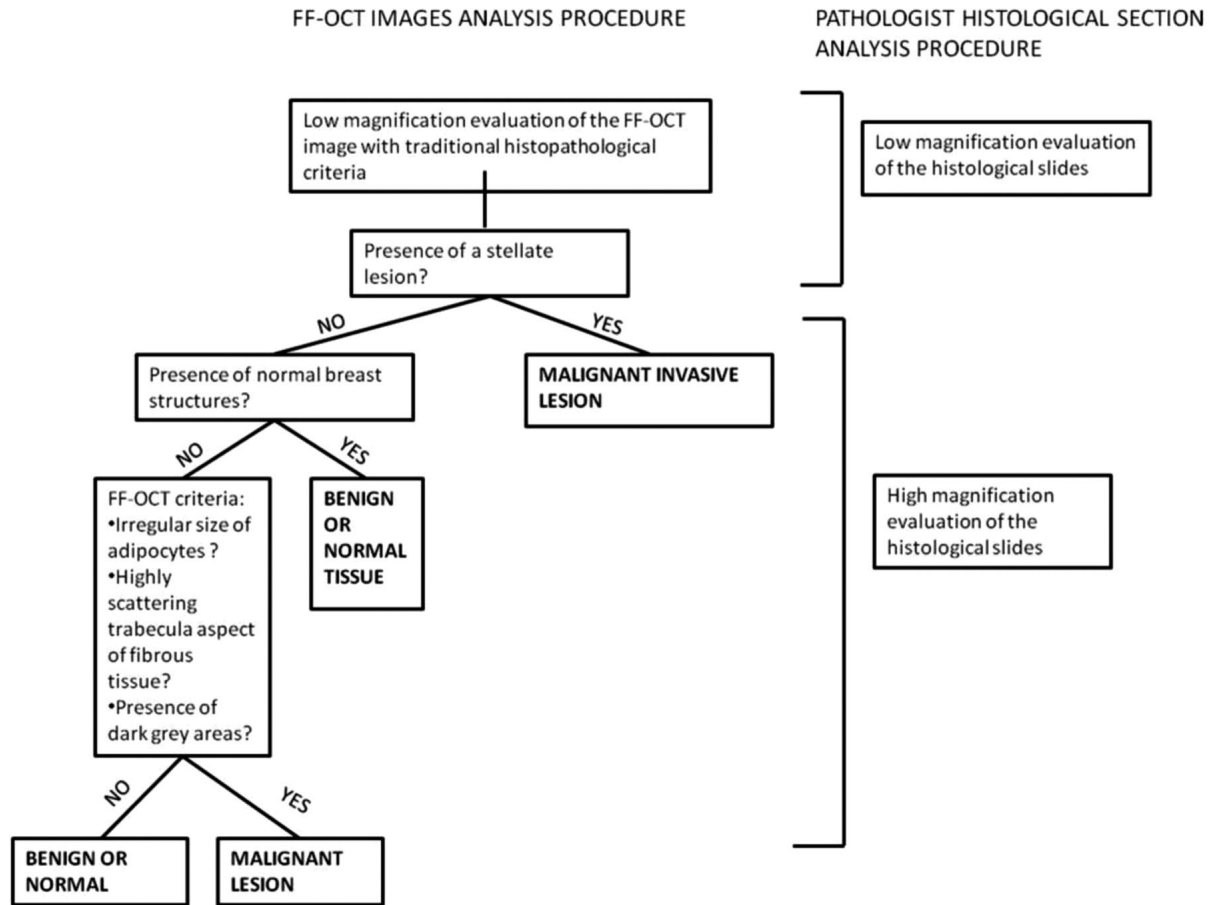 FF-OCT IMAGES ANALYSIS PROCEDURE
PATHOLOGIST HISTOLOGICAL SECTION
ANALYSIS PROCEDURE
Low magnification evaluation of the FF-OCT
image with traditional histopathological
criteria
Low magnification evaluation
of the histological slides
Presence of a stellate
lesion?
NO
YES
Presence of normal breast
structures?
MALIGNANT INVASIVE
LESION
NO
YES
FF-OCT criteria:
•Irregular size of
adipocytes ?
•Highly
scattering
trabecula aspect
of fibrous
tissue?
•Presence of
dark grey areas?
BENIGN
OR
NORMAL
TISSUE
High magnification
evaluation of the
histological slides
NO
YES
BENIGN OR
NORMAL
MALIGNANT
LESION